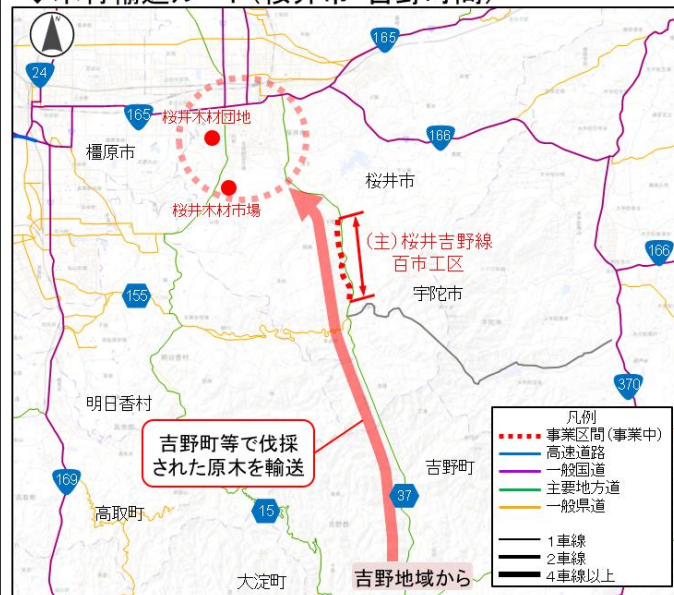 165
24
165
桜井木材団地
166
橿原市
桜井市
桜井木材市場
(主)桜井吉野線
百市工区
166
155
宇陀市
明日香村
370
吉野町等で伐採
された原木を輸送
吉野町
169
37
高取町
15
大淀町
吉野地域から
凡例
事業区間(事業中)
高速道路
一般国道
主要地方道
一般県道
1車線
2車線
4車線以上